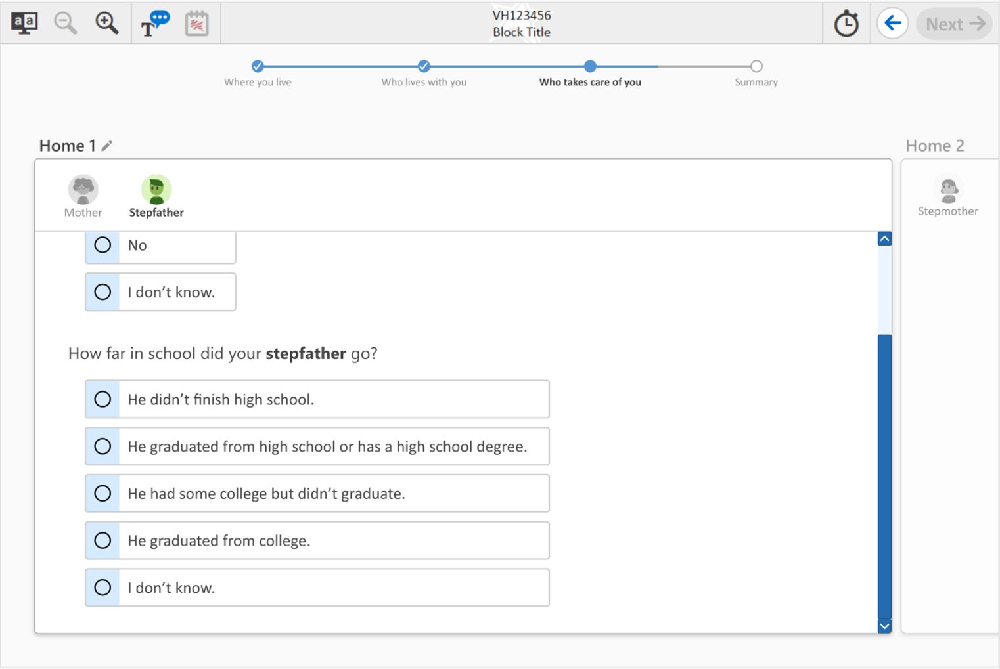 aa
VH123456
Block Title
T
Next
Where you live
Who lives with you
Who takes care of you
Summary
Home 1
Home 2
Mother
Stepfather
Stepmother
No
I don't know.
How far in school did your stepfather go?
He didn't finish high school.
He graduated from high school or has a high school degree.
He had some college but didn't graduate.
He graduated from college.
I don't know.